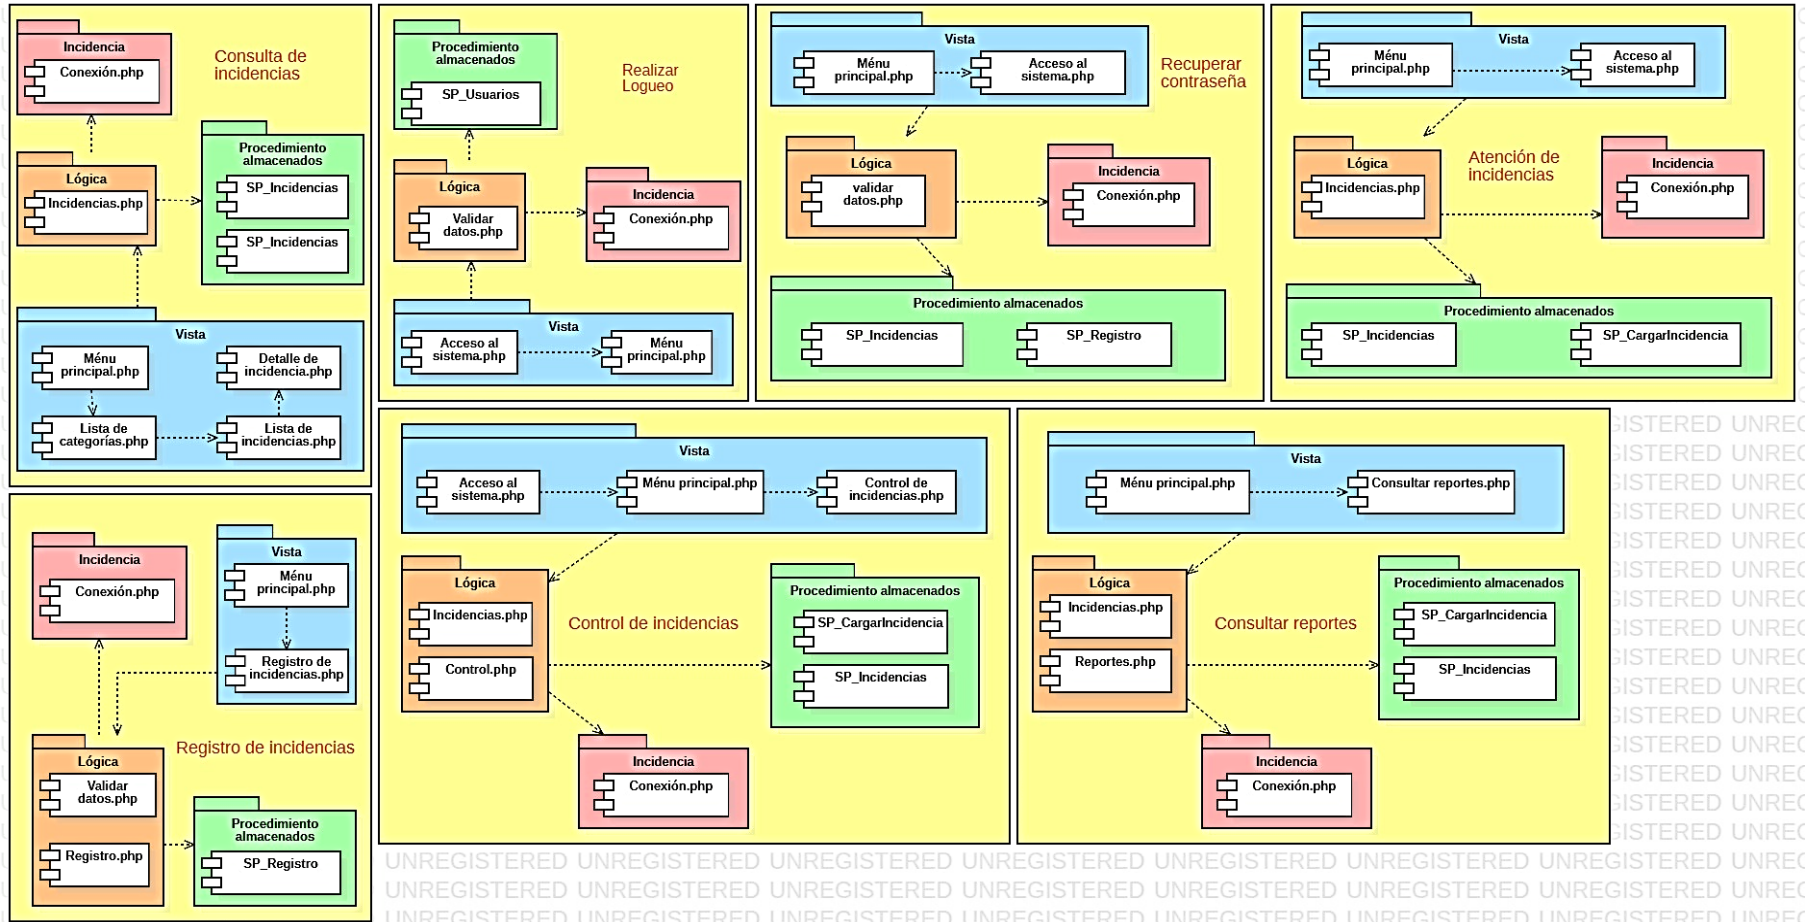 Incidencia
Conexión.php
Consulta de
incidencias
Procedimiento
almacenados
SP_Incidencias
SP_Incidencias
Lógica
Incidencias.php
Vista
Ménu
principal.php
Detalle de
incidencia.php
Lista de
categorías.php
Lista de
incidencias.php
Procedimiento
almacenados
SP_Usuarios
Realizar
Logueo
Lógica
Validar
datos.php
Incidencia
Conexión.php
Vista
Acceso al
sistema.php
Ménu
principal.php
Vista
Ménu
principal.php
Acceso al
sistema.php
Recuperar
contraseña
Lógica
validar
datos.php
Incidencia
Conexión.php
Procedimiento almacenados
SP_Incidencias
SP_Registro
Vista
Ménu
principal.php
Acceso al
sistema.php
Lógica
Incidencias.php
Atención de
incidencias
Incidencia
Conexión.php
Procedimiento almacenados
SP_Incidencias
SP_CargarIncidencia
Incidencia
Conexión.php
Vista
Ménu
principal.php
Registro de
incidencias.php
Registro de incidencias
Lógica
Validar
datos.php
Registro.php
Procedimiento
almacenados
SP_Registro
Vista
Acceso al
sistema.php
Ménu principal.php
Control de
incidencias.php
Lógica
Incidencias.php
Control.php
Control de incidencias
Procedimiento almacenados
SP_CargarIncidencia
SP_Incidencias
Incidencia
Conexión.php
Vista
Ménu principal.php
Consultar reportes.php
Lógica
Incidencias.php
Reportes.php
Consultar reportes
Procedimiento almacenados
SP_CargarIncidencia
SP_Incidencias
Incidencia
Conexión.php
UNREGISTERED UNREGISTERED UNREGISTERED UNREGISTERED UNREGISTERED UNREGISTERED UNREGISTERED
UNREGISTERED UNREGISTERED UNREGISTERED UNREGISTERED UNREGISTERED UNREGISTERED UNREGISTERED
UNREGISTERED UNREGISTERED UNREGISTERED UNREGISTERED UNREGISTERED UNREGISTERED UNREGISTERED